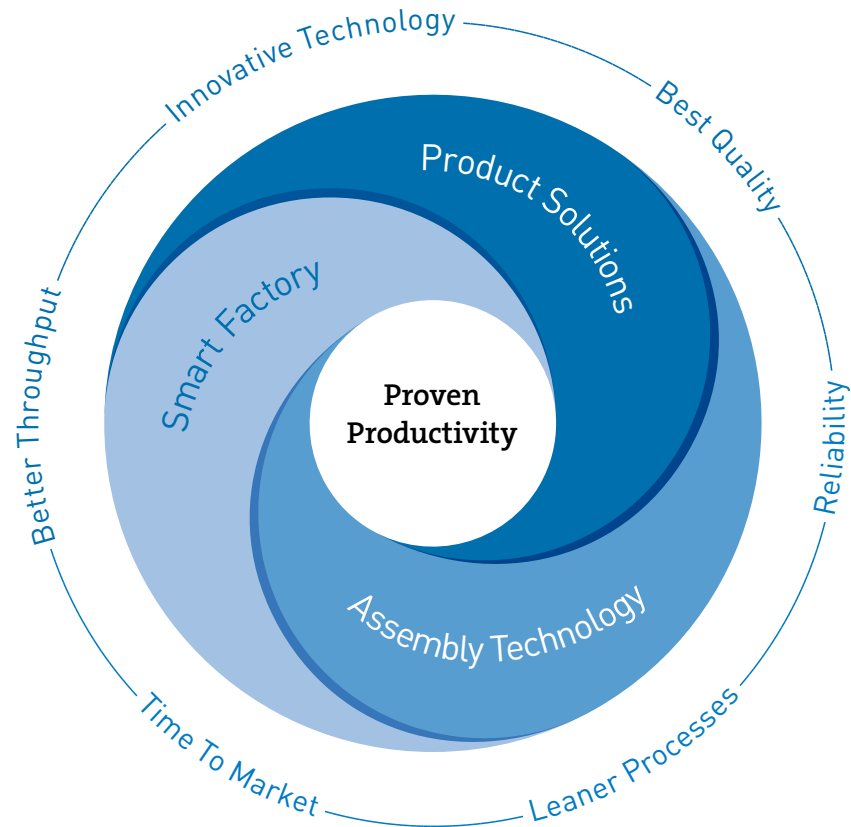 Innovative Technology
Best Quality
Reliability
Leaner Processes
Time To Market
Better Throughput
Product Solutions
Assembly Technology
Smart Factory
Proven
Productivity